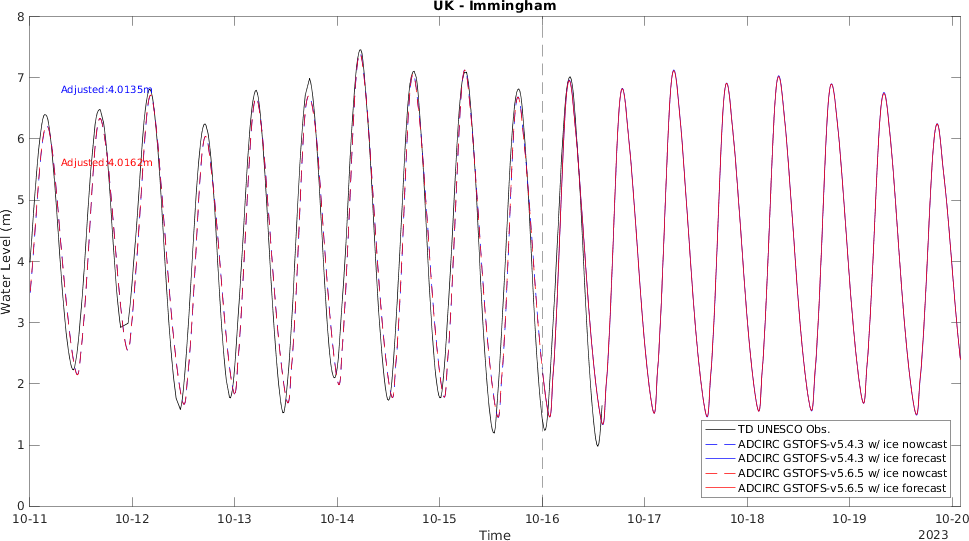 UK - Immingham
8
7
6
5
4
3
2
1
0
Water Level (m)
Adjusted:4.0135m
Adjusted:4.0162m
10-11
10-12
10-13
10-14
10-15
10-16
10-17
10-18
10-19
10-20
Time
2023
TD UNESCO Obs.
ADCIRC GSTOFS-v5.4.3 w/ ice nowcast
ADCIRC GSTOFS-v5.4.3 w/ ice forecast
ADCIRC GSTOFS-v5.6.5 w/ ice nowcast
ADCIRC GSTOFS-v5.6.5 w/ ice forecast